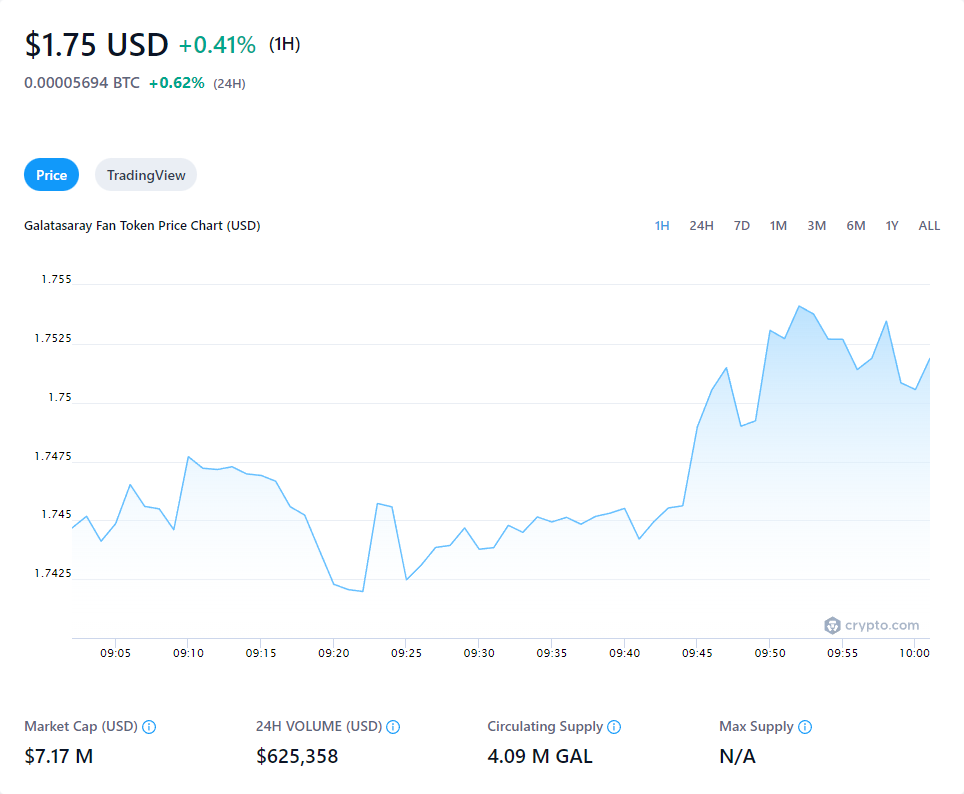 $1.75 USD +0.41% (1H)
0.00005694 BTC +0.62% (24H)
Price TradingView
Galatasaray Fan Token Price Chart (USD) 1H 24H 7D 1M 3M 6M 1Y ALL
1.755
1.7525
1.75
1.7475
1.745
1.7425
crypto.com
09:05 09:10 09:15 09:20 09:25 09:30 09:35 09:40 09:45 09:50 09:55 10:00
Market Cap (USD) 24H VOLUME (USD) Circulating Supply Max Supply
$7.17 M $625,358 4.09 M GAL N/A